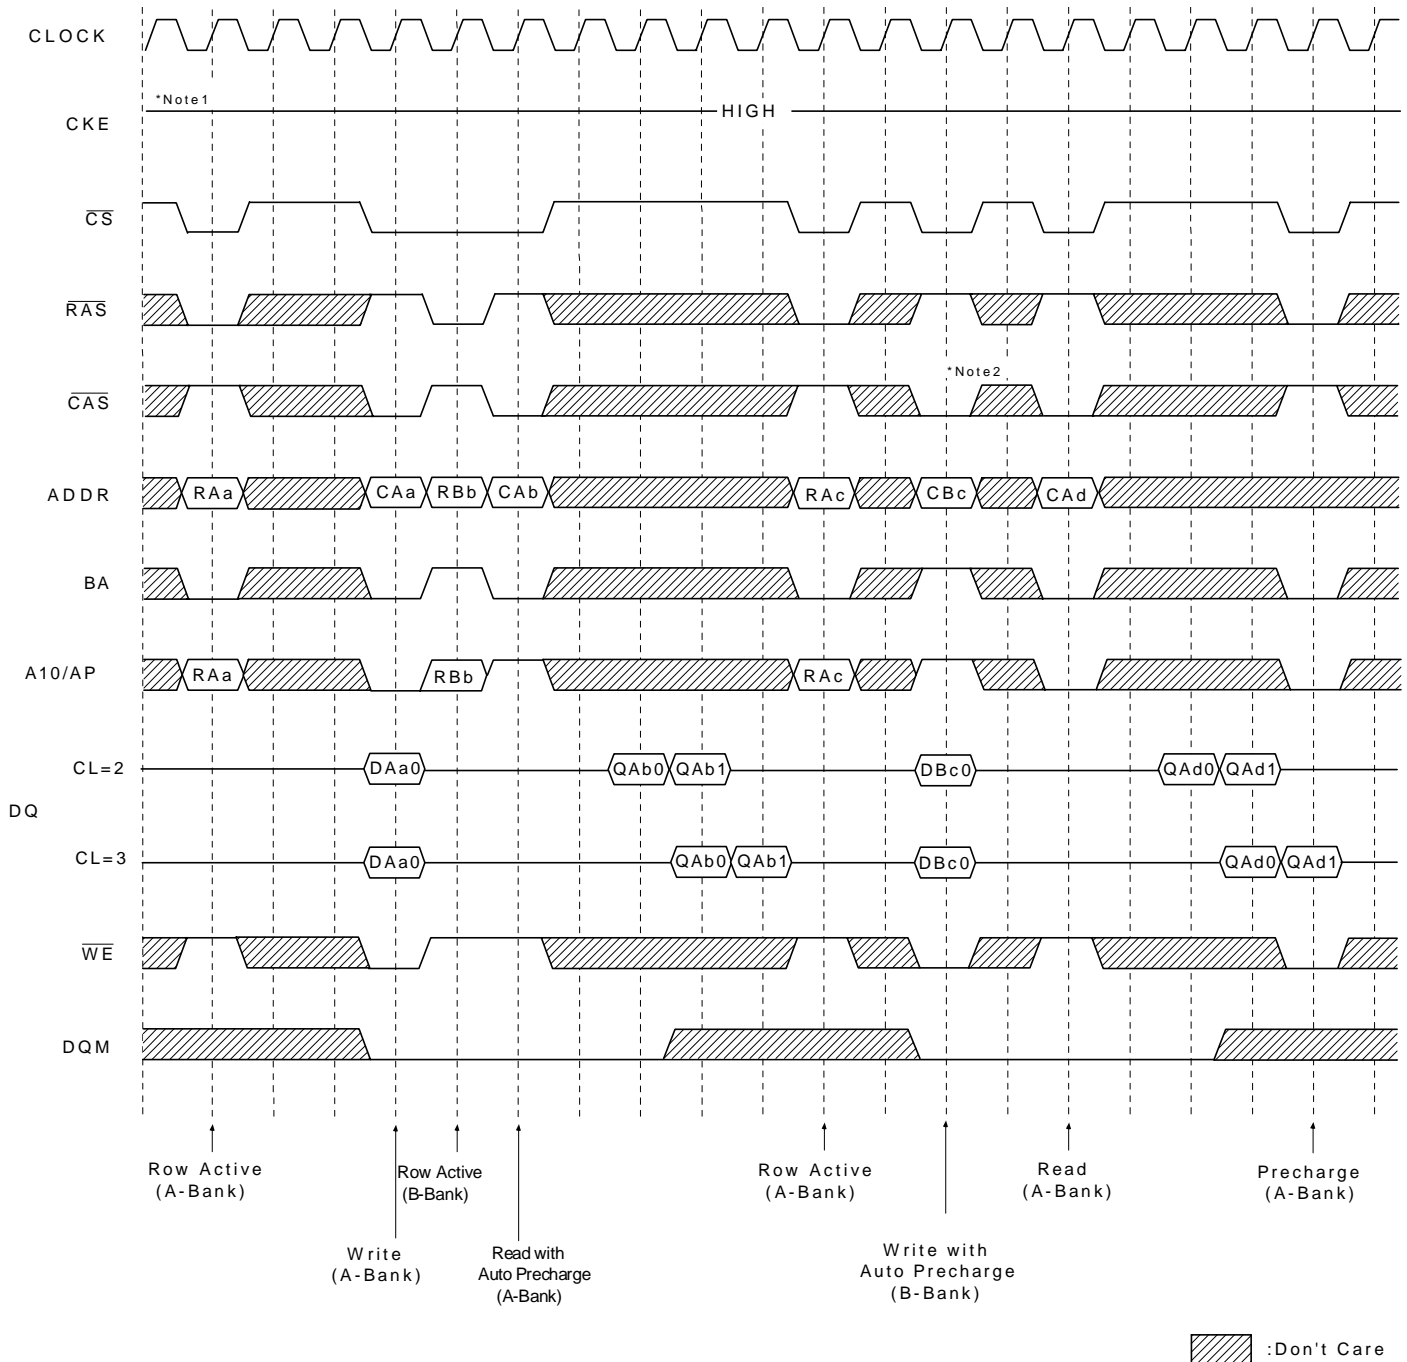 CLOCK
*Note1
HIGH
CKE
CS
RAS
*Note2
CAS
ADDR RAa CAa RBb CAb RAc CBc CAd
BA
A10/AP RAa RBb RAc
CL=2 DAa0 QAb0 QAb1 DBc0 QAd0 QAd1
DQ
CL=3 DAa0 QAb0 QAb1 DBc0 QAd0 QAd1
WE
DQM
Row Active
(A-Bank)
Row Active
(B-Bank)
Row Active
(A-Bank)
Read
(A-Bank)
Precharge
(A-Bank)
Write
(A-Bank)
Read with
Auto Precharge
(A-Bank)
Write with
Auto Precharge
(B-Bank)
:Don't Care